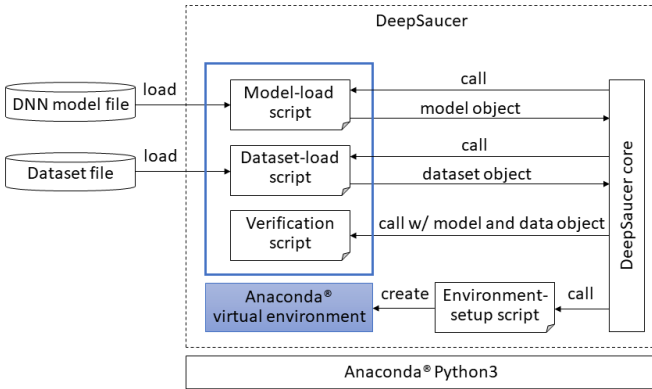 DeepSaucer
DNN model file
load
Model-load
script
call
model object
Dataset file
load
Dataset-load
script
call
dataset object
Verification
script
call w/ model and data object
DeepSaucer core
Anaconda®
virtual environment
create
Environment-
setup script
call
Anaconda® Python3